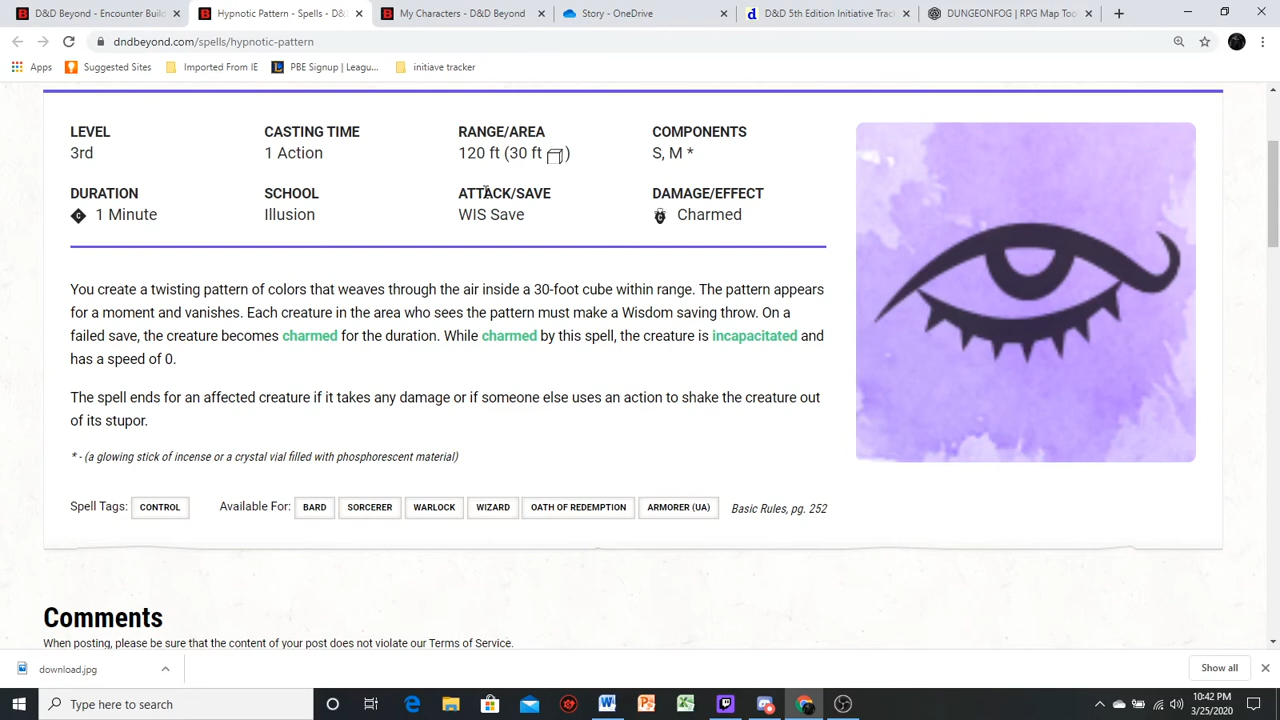 D&D Beyond - Encounter Build
Hypnotic Pattern - Spells - D&D
My Characters - D&D Beyond
Story - OneDrive
D&D 5th Edition Initiative Track
DUNGEONFOG | RPG Map Tool
dndbeyond.com/spells/hypnotic-pattern
Apps
Suggested Sites
Imported From IE
PBE Signup | Leagu...
initiave tracker
LEVEL
3rd
CASTING TIME
1 Action
RANGE/AREA
120 ft (30 ft )
COMPONENTS
S, M *
DURATION
C 1 Minute
SCHOOL
Illusion
ATTACK/SAVE
WIS Save
DAMAGE/EFFECT
Charmed
You create a twisting pattern of colors that weaves through the air inside a 30-foot cube within range. The pattern appears
for a moment and vanishes. Each creature in the area who sees the pattern must make a Wisdom saving throw. On a
failed save, the creature becomes charmed for the duration. While charmed by this spell, the creature is incapacitated and
has a speed of 0.
The spell ends for an affected creature if it takes any damage or if someone else uses an action to shake the creature out
of its stupor.
* - (a glowing stick of incense or a crystal vial filled with phosphorescent material)
Spell Tags: CONTROL
Available For: BARD SORCERER WARLOCK WIZARD OATH OF REDEMPTION ARMORER (UA)
Basic Rules, pg. 252
Comments
When posting, please be sure that the content of your post does not violate our Terms of Service.
download.jpg
Show all
Type here to search
10:42 PM
3/25/2020